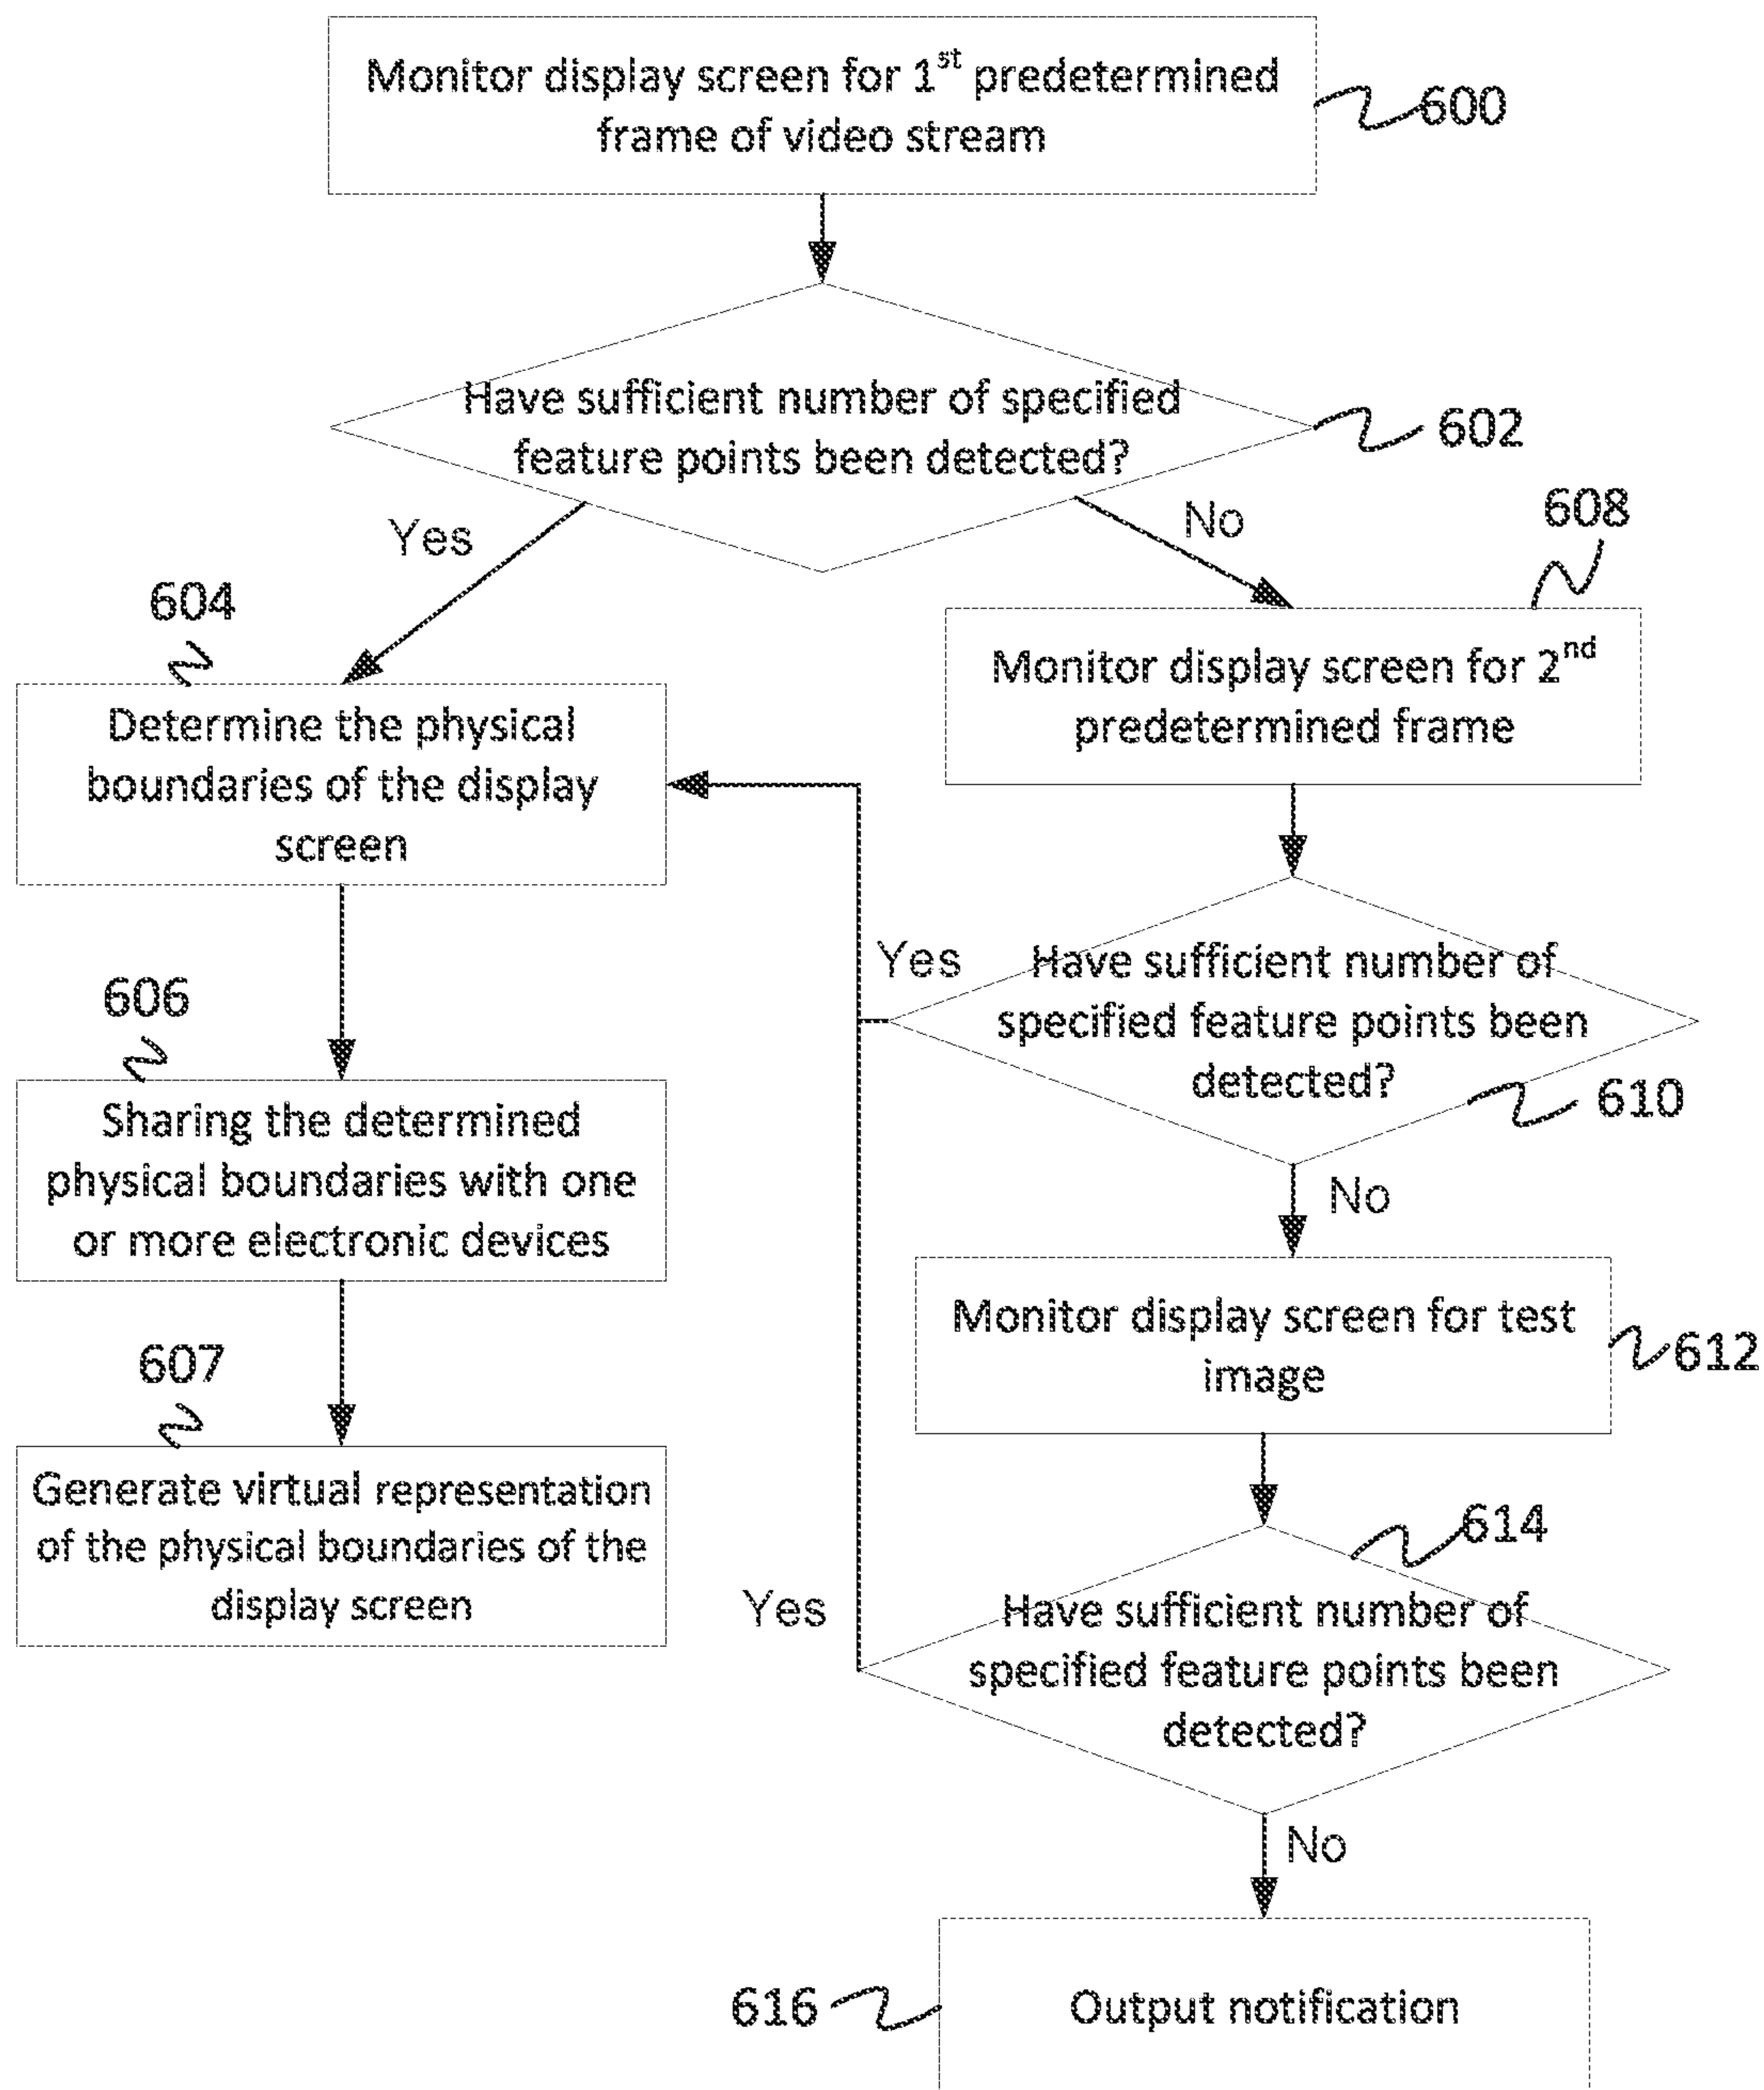 Monitor display screen for 1st predetermined
frame of video stream
600
Have sufficient number of specified
feature points been detected?
602
Yes
No
608
604
Monitor display screen for 2nd
predetermined frame
Determine the physical
boundaries of the display
screen
Yes
Have sufficient number of
specified feature points been
detected?
610
606
Sharing the determined
physical boundaries with one
or more electronic devices
No
Monitor display screen for test
image
612
607
Generate virtual representation
of the physical boundaries of the
display screen
614
Yes
Have sufficient number of
specified feature points been
detected?
No
616
Output notification